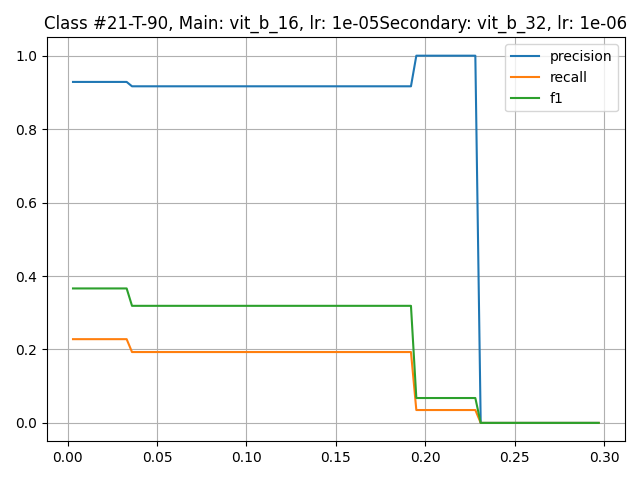 Class #21-T-90, Main: vit_b_16, lr: 1e-05Secondary: vit_b_32, lr: 1e-06
precision
recall
f1
1.0
0.8
0.6
0.4
0.2
0.0
0.00 0.05 0.10 0.15 0.20 0.25 0.30